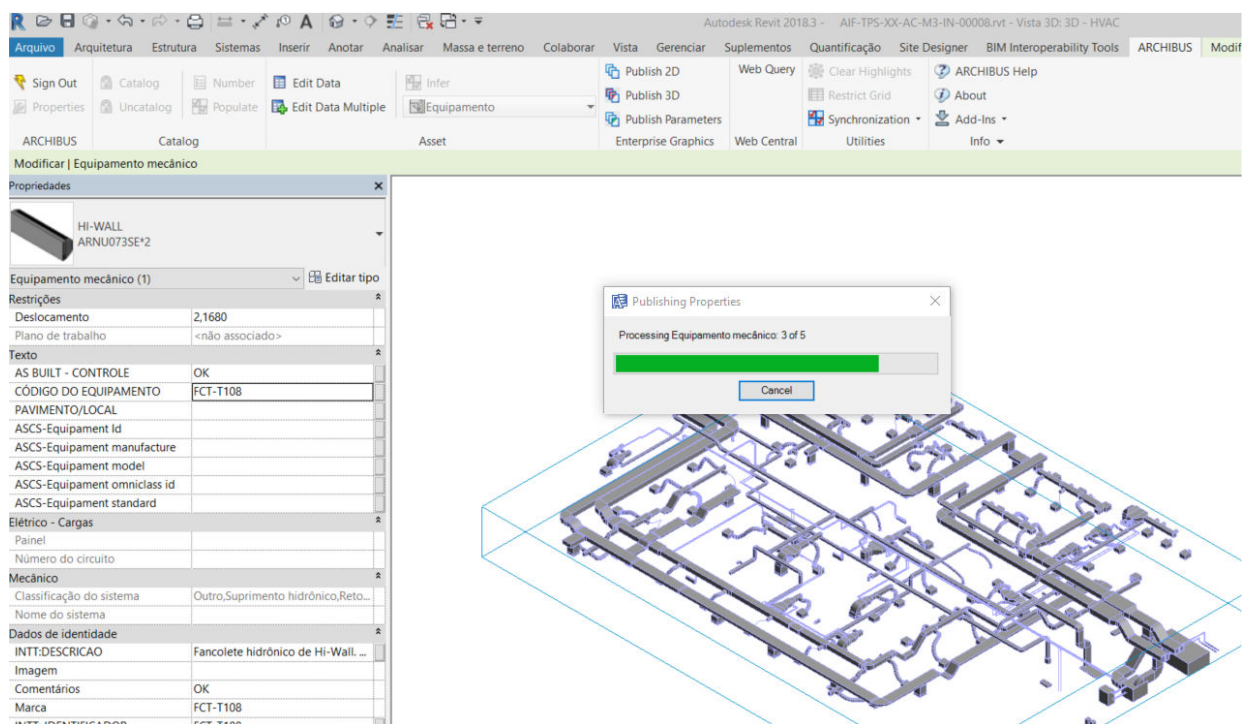 Autodesk Revit 2018.3 - AIF-TPS-XX-AC-M3-IN-00008.rvt - Vista 3D: 3D - HVAC
Arquivo Arquitetura Estrutura Sistemas Inserir Anotar Analisar Massa e terreno Colaborar Vista Gerenciar Suplementos Quantificação Site Designer BIM Interoperability Tools ARCHIBUS Modif
Sign Out Catalog Number Edit Data Infer Publish 2D Web Query Clear Highlights ARCHIBUS Help
Publish 3D Restrict Grid About
Properties Uncatalog Populate Edit Data Multiple Equipamento Publish Parameters Synchronization Add-Ins
ARCHIBUS Catalog Asset Enterprise Graphics Web Central Utilities Info
Modificar | Equipamento mecânico
Propriedades
HI-WALL
ARNU073SE*2
Equipamento mecânico (1) Editar tipo
Restrições
Deslocamento 2,1680
Plano de trabalho <não associado>
Texto
AS BUILT - CONTROLE OK
CÓDIGO DO EQUIPAMENTO FCT-T108
PAVIMENTO/LOCAL
ASCS-Equipament Id
ASCS-Equipament manufacture
ASCS-Equipament model
ASCS-Equipament omniclass id
ASCS-Equipament standard
Elétrico - Cargas
Painel
Número do circuito
Mecânico
Classificação do sistema Outro,Suprimento hidrônico,Reto...
Nome do sistema
Dados de identidade
INTT:DESCRICAO Fancolete hidrônico de Hi-Wall. ...
Imagem
Comentários OK
Marca FCT-T108
INTT:IDENTIFICADOR FCT-T108
Publishing Properties
Processing Equipamento mecânico: 3 of 5
Cancel